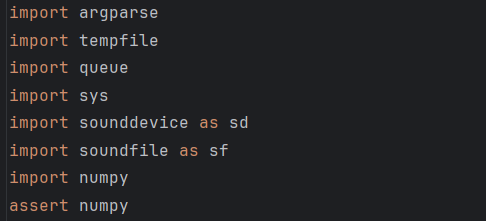 import argparse
import tempfile
import queue
import sys
import sounddevice as sd
import soundfile as sf
import numpy
assert numpy